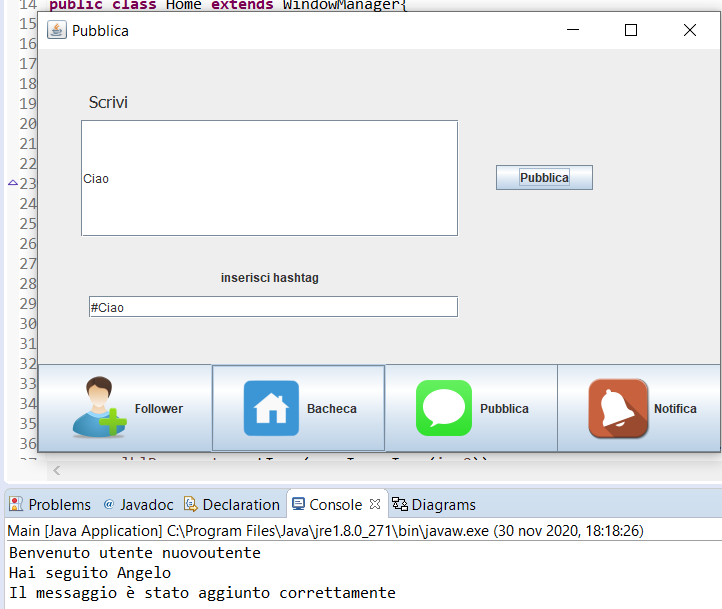 14 public class Home extends WindowManager{
Pubblica
15
16
17
18
19 Scrivi
20
21
22
23 Ciao Pubblica
24
25
26
27
28 inserisci hashtag
29 #Ciao
30
31
32
33
34 Follower Bacheca Pubblica Notifica
35
36
Problems @ Javadoc Declaration Console Diagrams
Main [Java Application] C:\Program Files\Java\jre1.8.0_271\bin\javaw.exe (30 nov 2020, 18:18:26)
Benvenuto utente nuovoutente
Hai seguito Angelo
Il messaggio è stato aggiunto correttamente